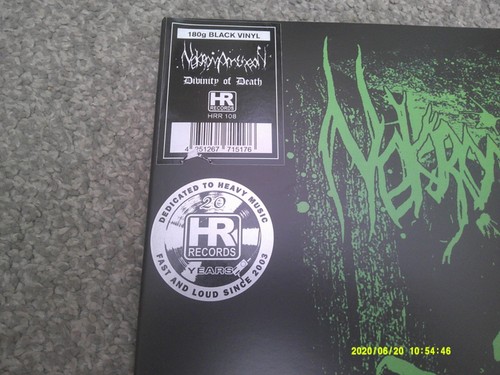 180g BLACK VINYL
Divinity of Death
HR
RECORDS
HRR 108
4 251267 715176
DEDICATED TO HEAVY MUSIC
20
HR
RECORDS
YEARS
FAST AND LOUD SINCE 2003
2020/06/20 10:54:46